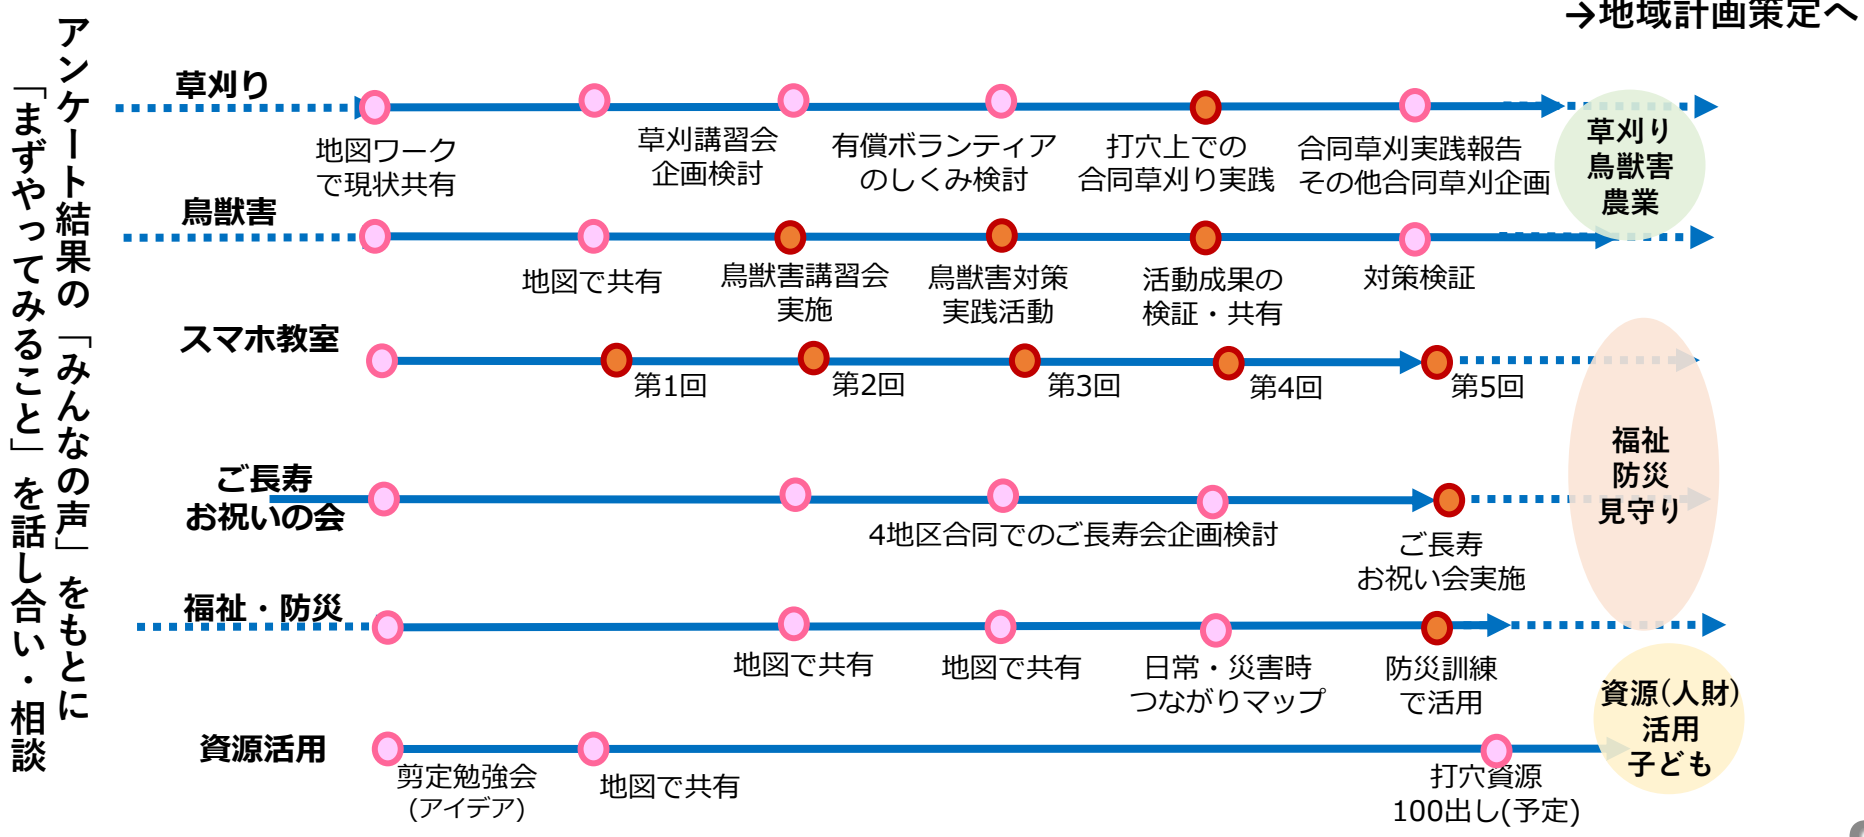 →地域計画策定へ
アンケート結果の「みんなの声」をもとに
「まずやってみること」を話し合い・相談
草刈り
地図ワーク
で現状共有
草刈講習会
企画検討
有償ボランティア
のしくみ検討
打穴上での
合同草刈り実践
合同草刈実践報告
その他合同草刈企画
草刈り
鳥獣害
農業
鳥獣害
地図で共有
鳥獣害講習会
実施
鳥獣害対策
実践活動
活動成果の
検証・共有
対策検証
スマホ教室
第1回
第2回
第3回
第4回
第5回
福祉
防災
見守り
ご長寿
お祝いの会
4地区合同でのご長寿会企画検討
ご長寿
お祝い会実施
福祉・防災
地図で共有
地図で共有
日常・災害時
つながりマップ
防災訓練
で活用
資源(人財)
活用
子ども
資源活用
剪定勉強会
(アイデア)
地図で共有
打穴資源
100出し(予定)